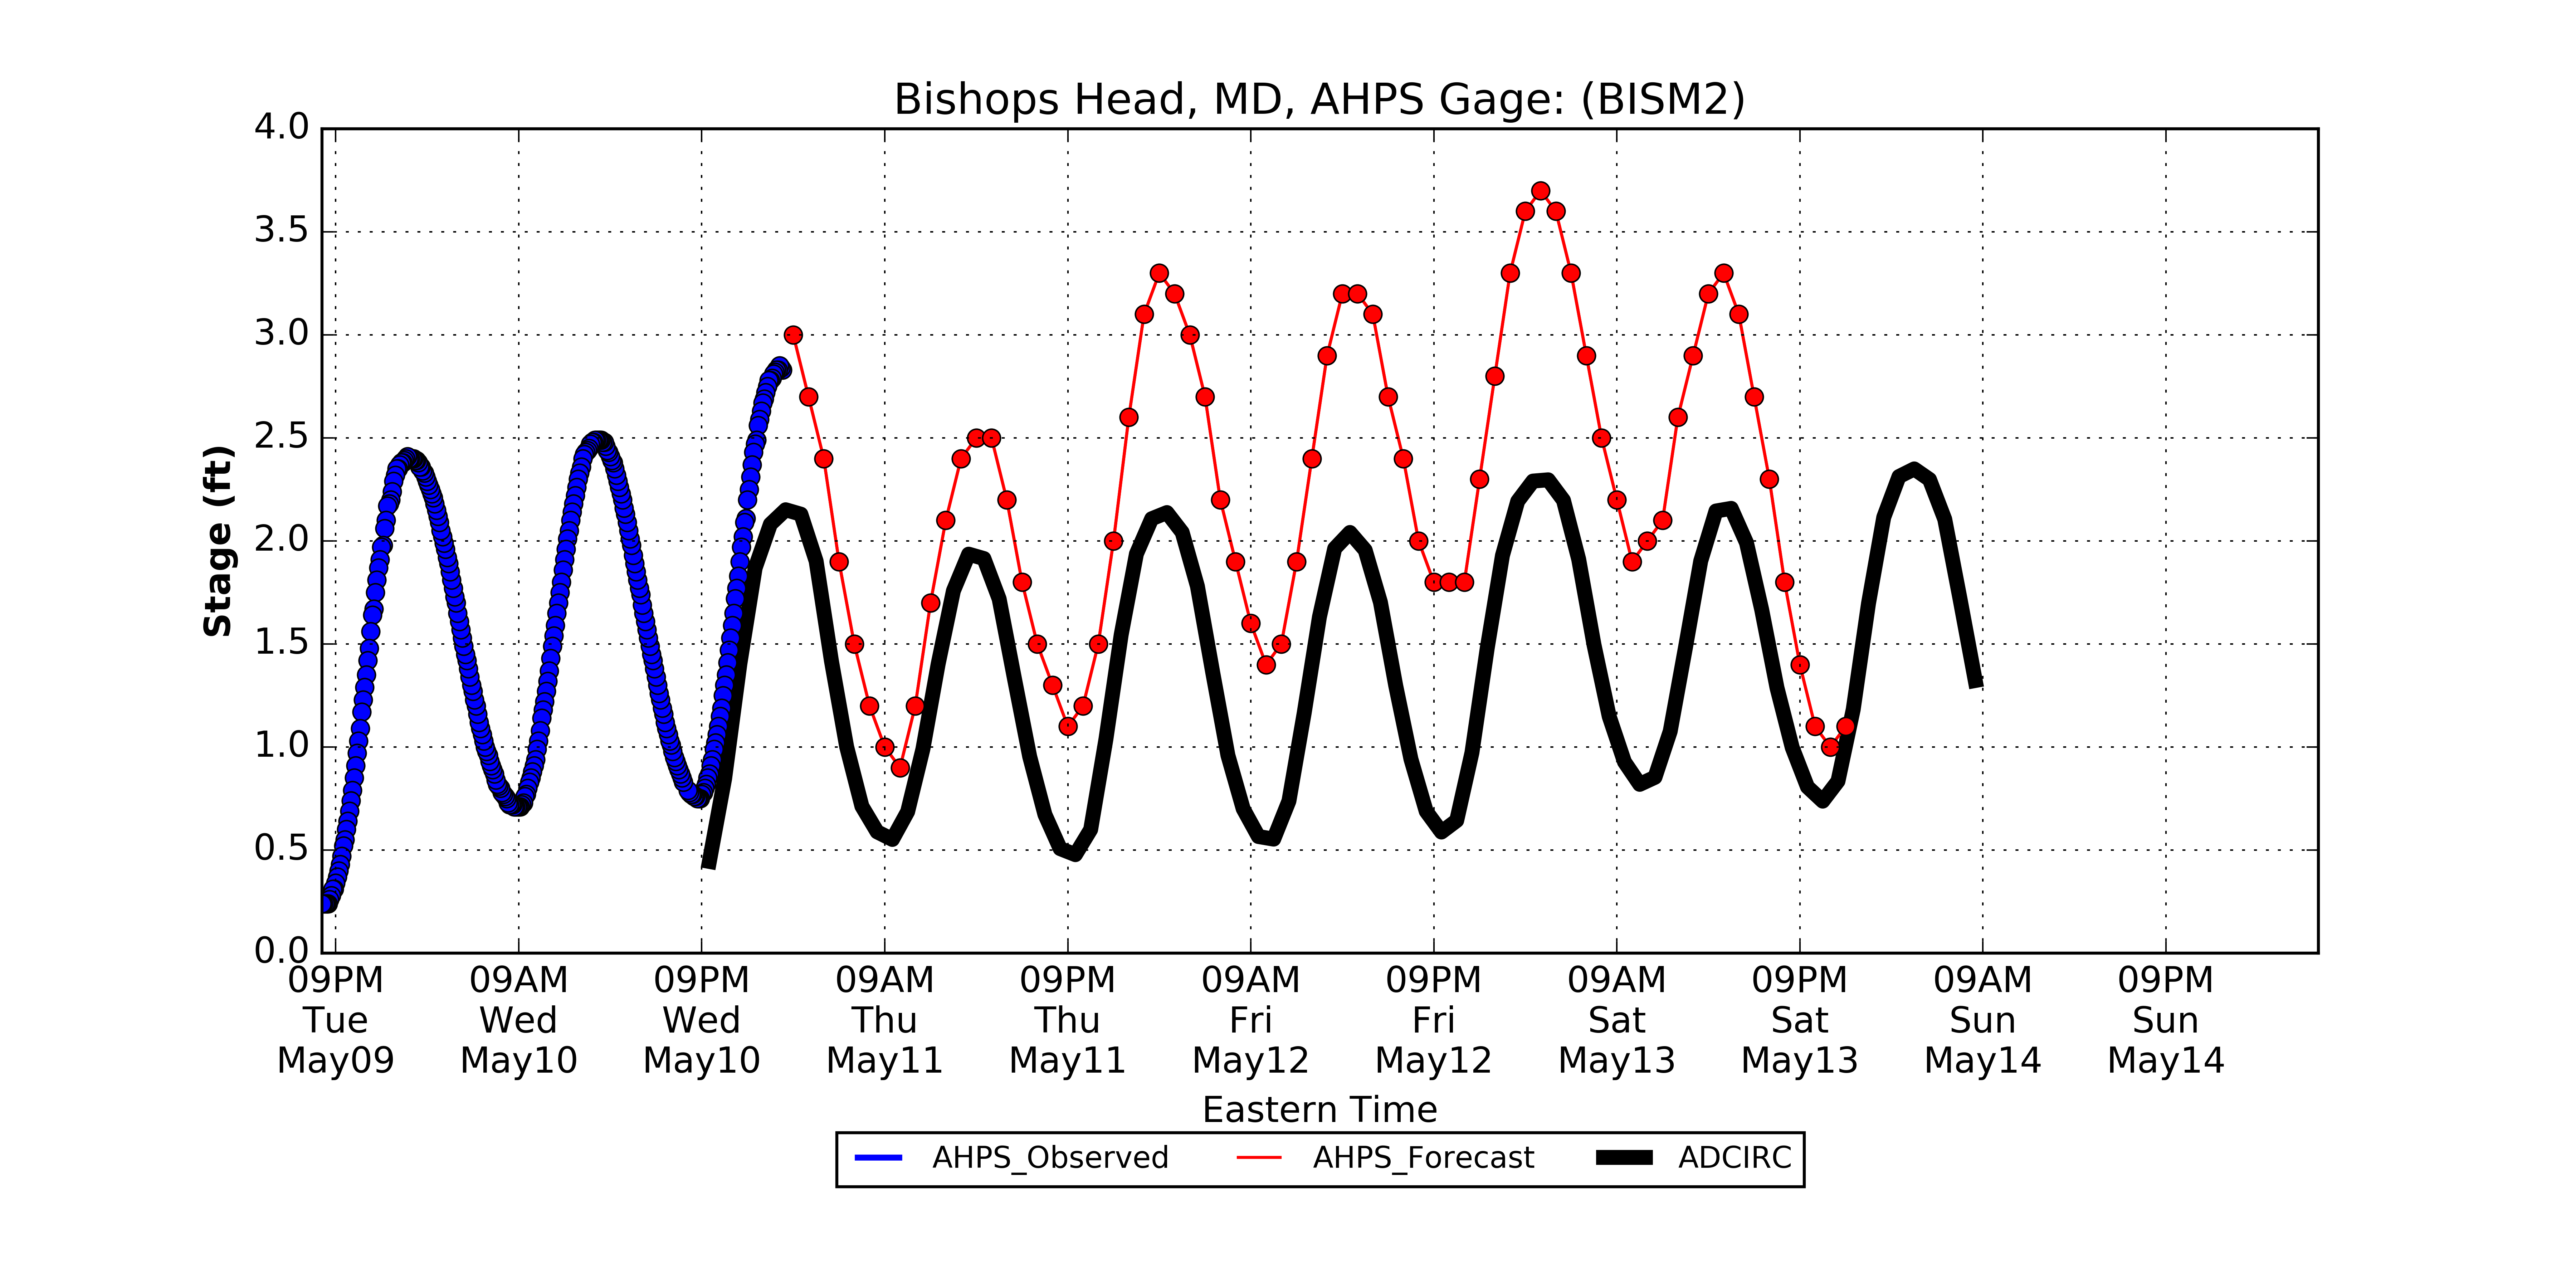 Bishops Head, MD, AHPS Gage: (BISM2)
4.0
3.5
3.0
2.5
2.0
1.5
1.0
0.5
0.0
Stage (ft)
09PM 09AM 09PM 09AM 09PM 09AM 09PM 09AM 09PM 09AM 09PM
Tue Wed Wed Thu Thu Fri Fri Sat Sat Sun Sun
May09 May10 May10 May11 May11 May12 May12 May13 May13 May14 May14
Eastern Time
AHPS_Observed AHPS_Forecast ADCIRC